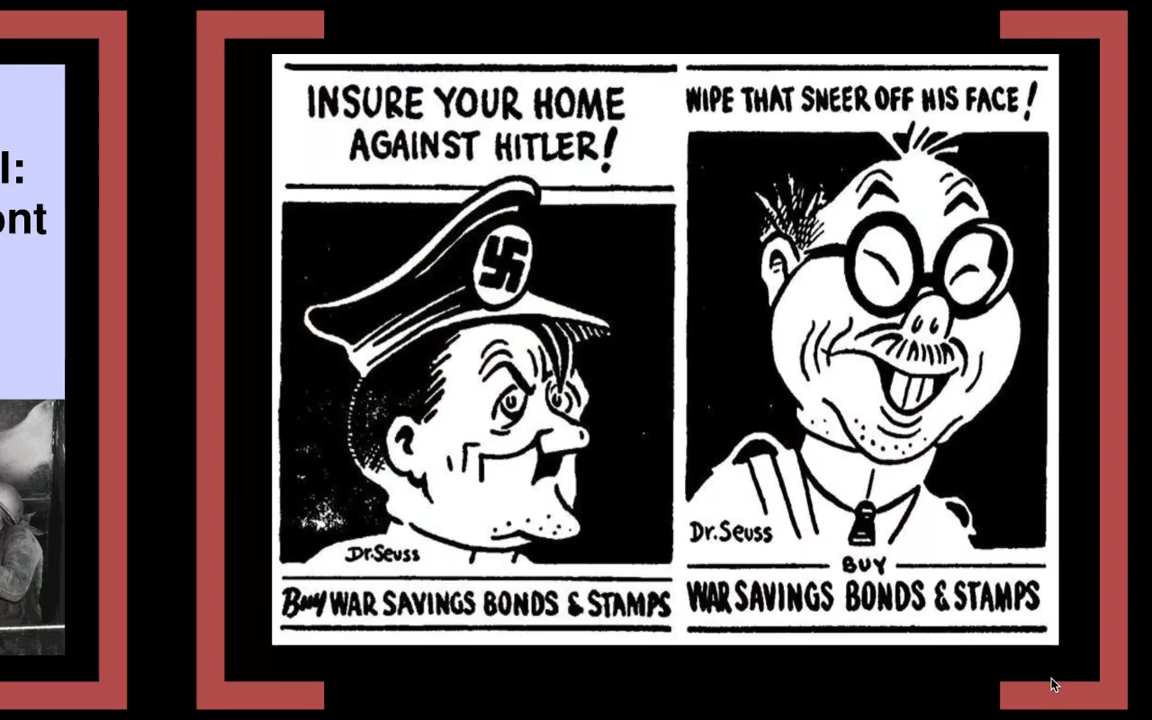 l:
ont
INSURE YOUR HOME
AGAINST HITLER!
Dr. Seuss
Buy WAR SAVINGS BONDS & STAMPS
WIPE THAT SNEER OFF HIS FACE!
Dr. Seuss
BUY
WAR SAVINGS BONDS & STAMPS